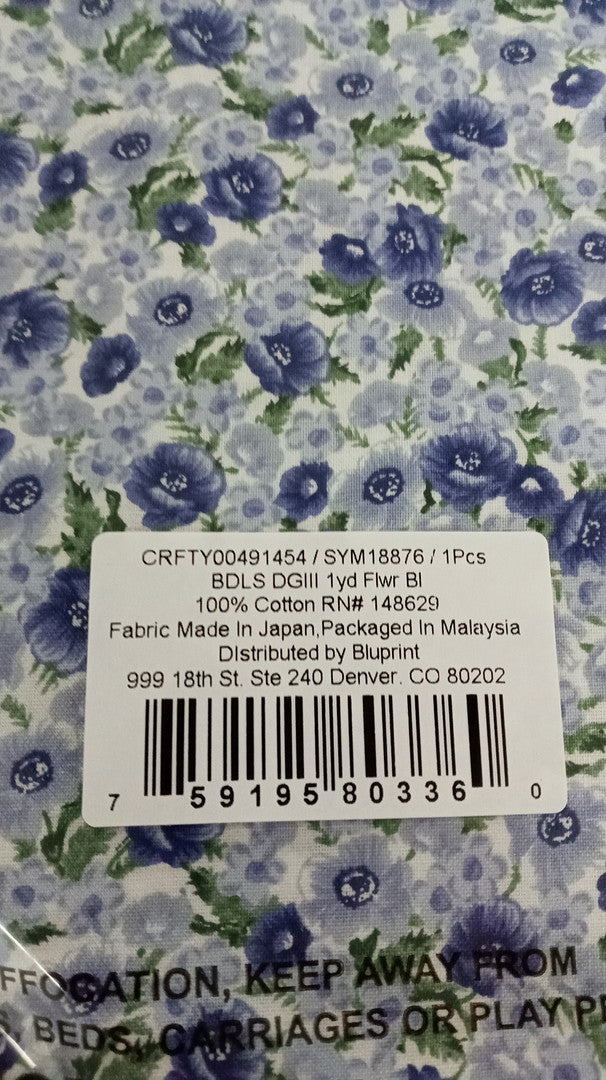 CRFTY00491454 / SYM18876 / 1Pcs
BDLS DGIII 1yd Flwr Bl
100% Cotton RN# 148629
Fabric Made In Japan,Packaged In Malaysia
DIstributed by Bluprint
999 18th St. Ste 240 Denver. CO 80202
7 59195 80336 0
FFOCATION, KEEP AWAY FROM
S, BEDS, CARRIAGES OR PLAY P